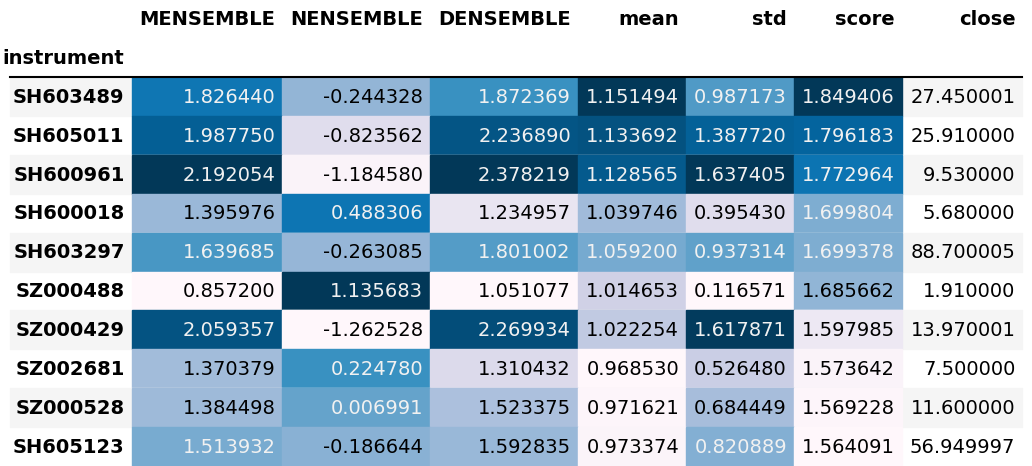 MENSEMBLE NENSEMBLE DENSEMBLE mean std score close
instrument
SH603489 1.826440 -0.244328 1.872369 1.151494 0.987173 1.849406 27.450001
SH605011 1.987750 -0.823562 2.236890 1.133692 1.387720 1.796183 25.910000
SH600961 2.192054 -1.184580 2.378219 1.128565 1.637405 1.772964 9.530000
SH600018 1.395976 0.488306 1.234957 1.039746 0.395430 1.699804 5.680000
SH603297 1.639685 -0.263085 1.801002 1.059200 0.937314 1.699378 88.700005
SZ000488 0.857200 1.135683 1.051077 1.014653 0.116571 1.685662 1.910000
SZ000429 2.059357 -1.262528 2.269934 1.022254 1.617871 1.597985 13.970001
SZ002681 1.370379 0.224780 1.310432 0.968530 0.526480 1.573642 7.500000
SZ000528 1.384498 0.006991 1.523375 0.971621 0.684449 1.569228 11.600000
SH605123 1.513932 -0.186644 1.592835 0.973374 0.820889 1.564091 56.949997